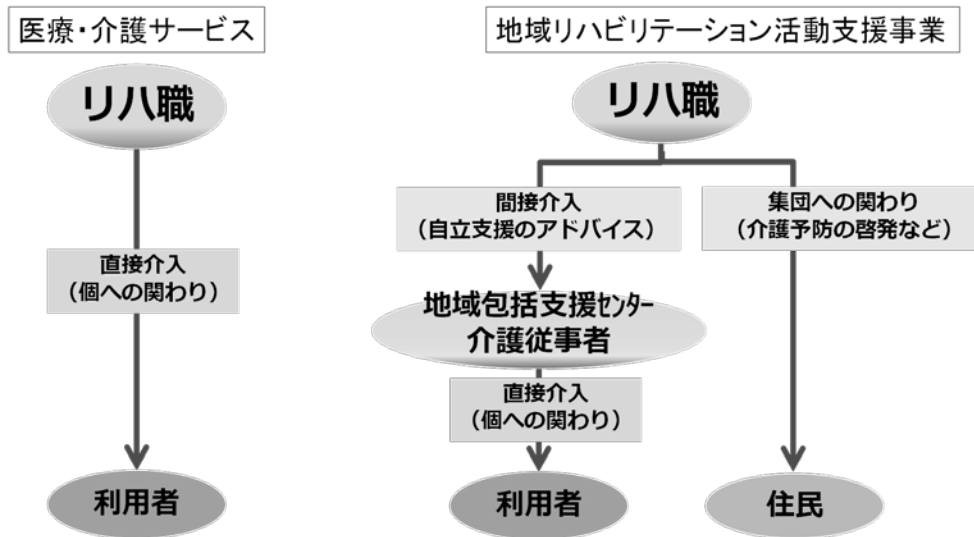 医療・介護サービス
リハ職
直接介入
（個への関わり）
利用者
地域リハビリテーション活動支援事業
リハ職
間接介入
（自立支援のアドバイス）
集団への関わり
（介護予防の啓発など）
地域包括支援ｾﾝﾀｰ
介護従事者
直接介入
（個への関わり）
利用者
住民